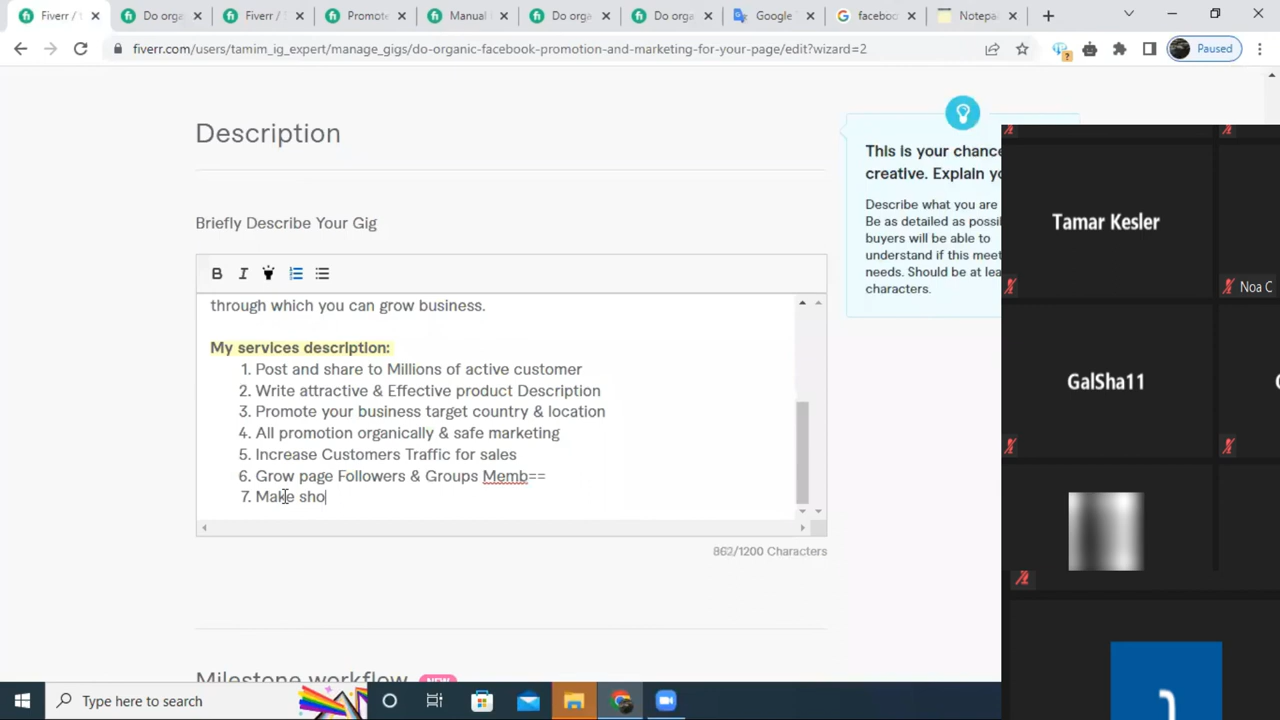 Fiverr /
Do orga
Fiverr / E
Promote
Manual
Do orga
Do orga
Google
faceboo
Notepa
fiverr.com/users/tamim_ig_expert/manage_gigs/do-organic-facebook-promotion-and-marketing-for-your-page/edit?wizard=2
Paused
Description
Briefly Describe Your Gig
B I
through which you can grow business.
My services description:
1. Post and share to Millions of active customer
2. Write attractive & Effective product Description
3. Promote your business target country & location
4. All promotion organically & safe marketing
5. Increase Customers Traffic for sales
6. Grow page Followers & Groups Memb==
7. Make sho
862/1200 Characters
Milestone workflow NEW
This is your chance
creative. Explain yo
Describe what you are
Be as detailed as possi
buyers will be able to
understand if this meet
needs. Should be at lea
characters.
Tamar Kesler
Noa C
GalSha11
Type here to search